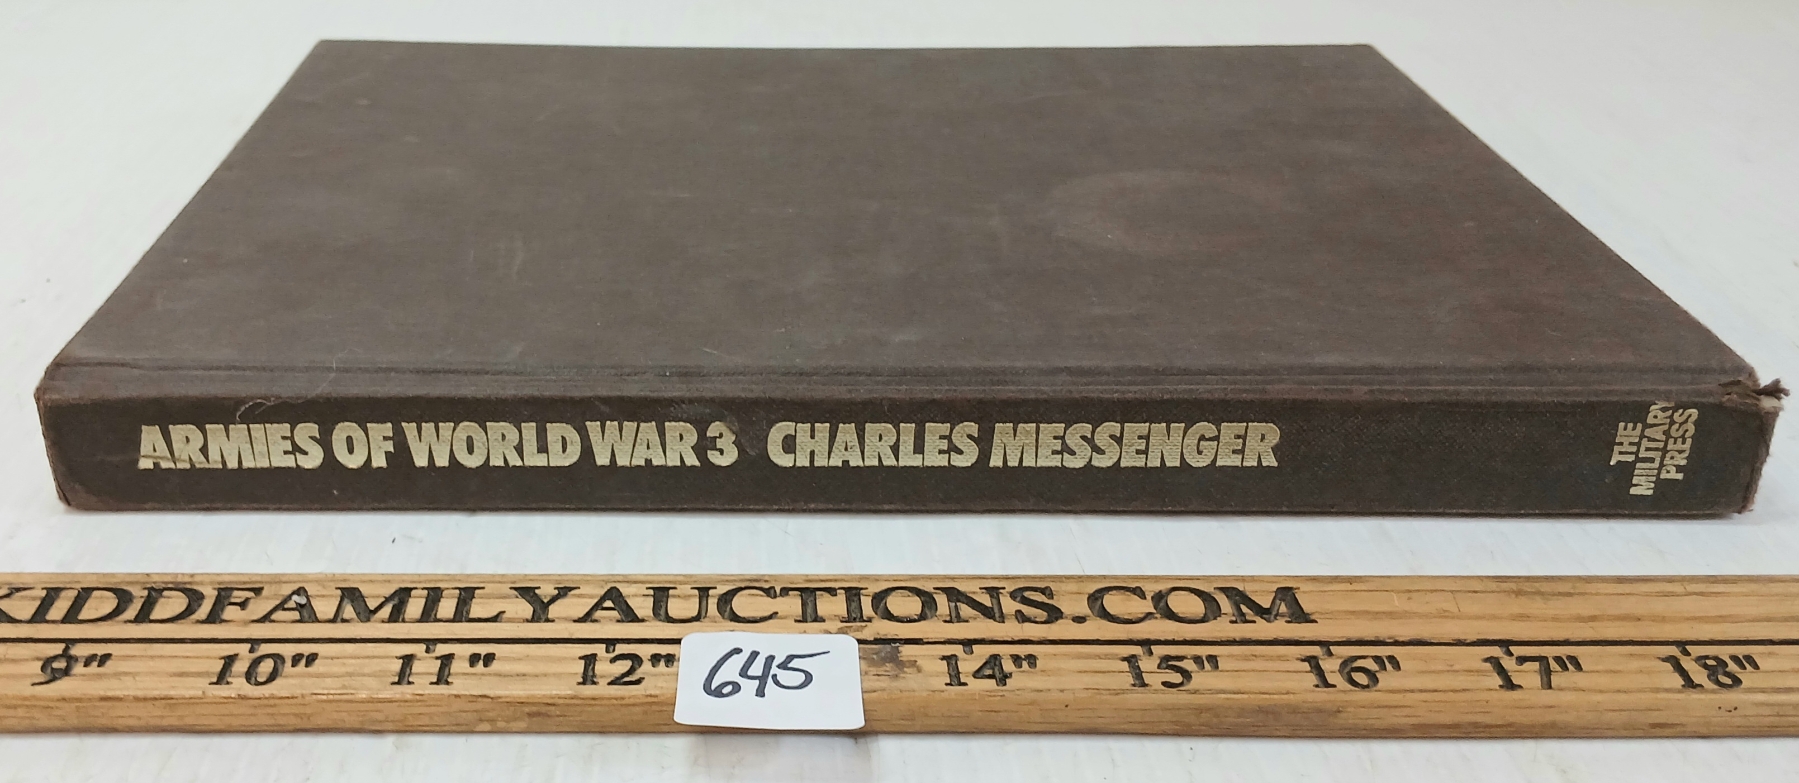 ARMIES OF WORLD WAR 3 CHARLES MESSENGER
THE
MILITARY
PRESS
KIDDFAMILYAUCTIONS.COM
9" 10" 11" 12" 14" 15" 16" 17" 18"
645